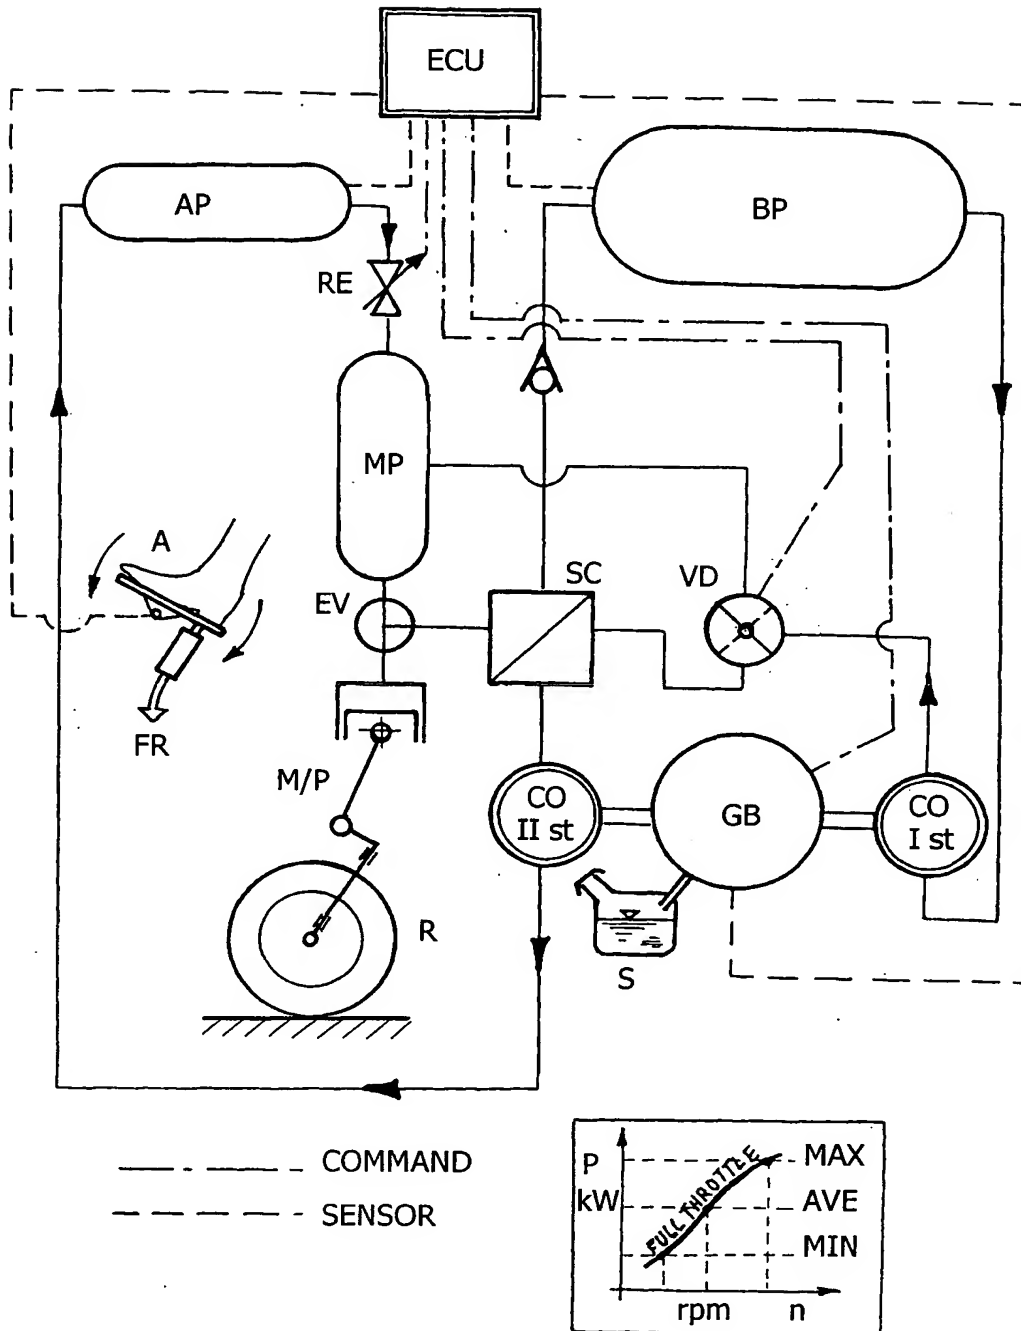 ECU
AP
BP
RE
MP
A
EV
SC
VD
FR
M/P
CO
II st
GB
CO
I st
R
S
COMMAND
SENSOR
P
kW
FULL THROTTLE
MAX
AVE
MIN
rpm
n